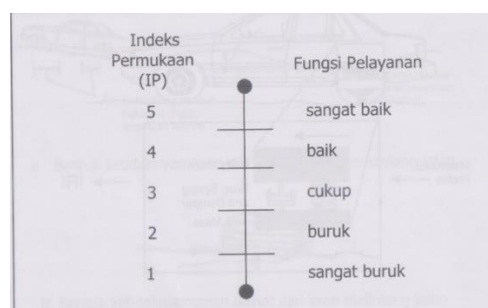 Indeks
Permukaan
(IP)
Fungsi Pelayanan
5 sangat baik
4 baik
3 cukup
2 buruk
1 sangat buruk